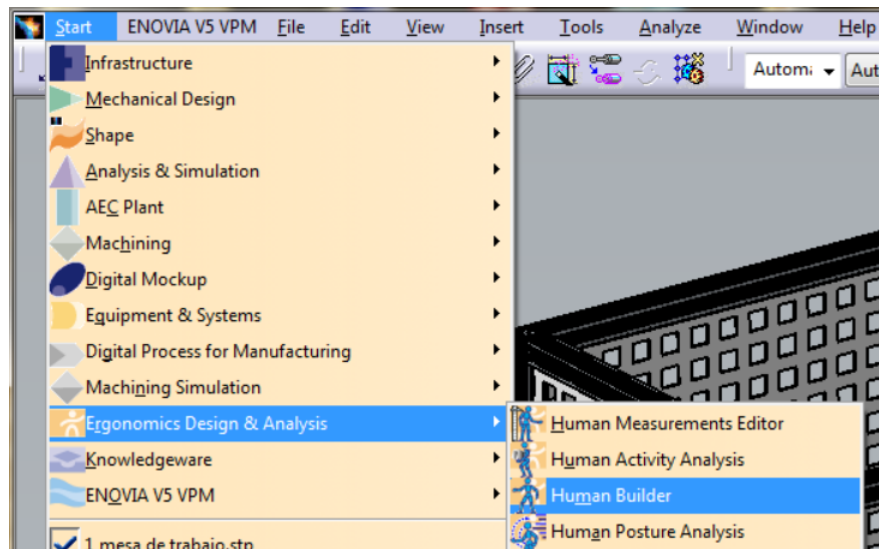 Start ENOVIA V5 VPM File Edit View Insert Tools Analyze Window Help
Infrastructure
Mechanical Design
Shape
Analysis & Simulation
AEC Plant
Machining
Digital Mockup
Equipment & Systems
Digital Process for Manufacturing
Machining Simulation
Ergonomics Design & Analysis
Knowledgeware
ENOVIA V5 VPM
1 mesa de trabajo.stp
Automa Aut
Human Measurements Editor
Human Activity Analysis
Human Builder
Human Posture Analysis